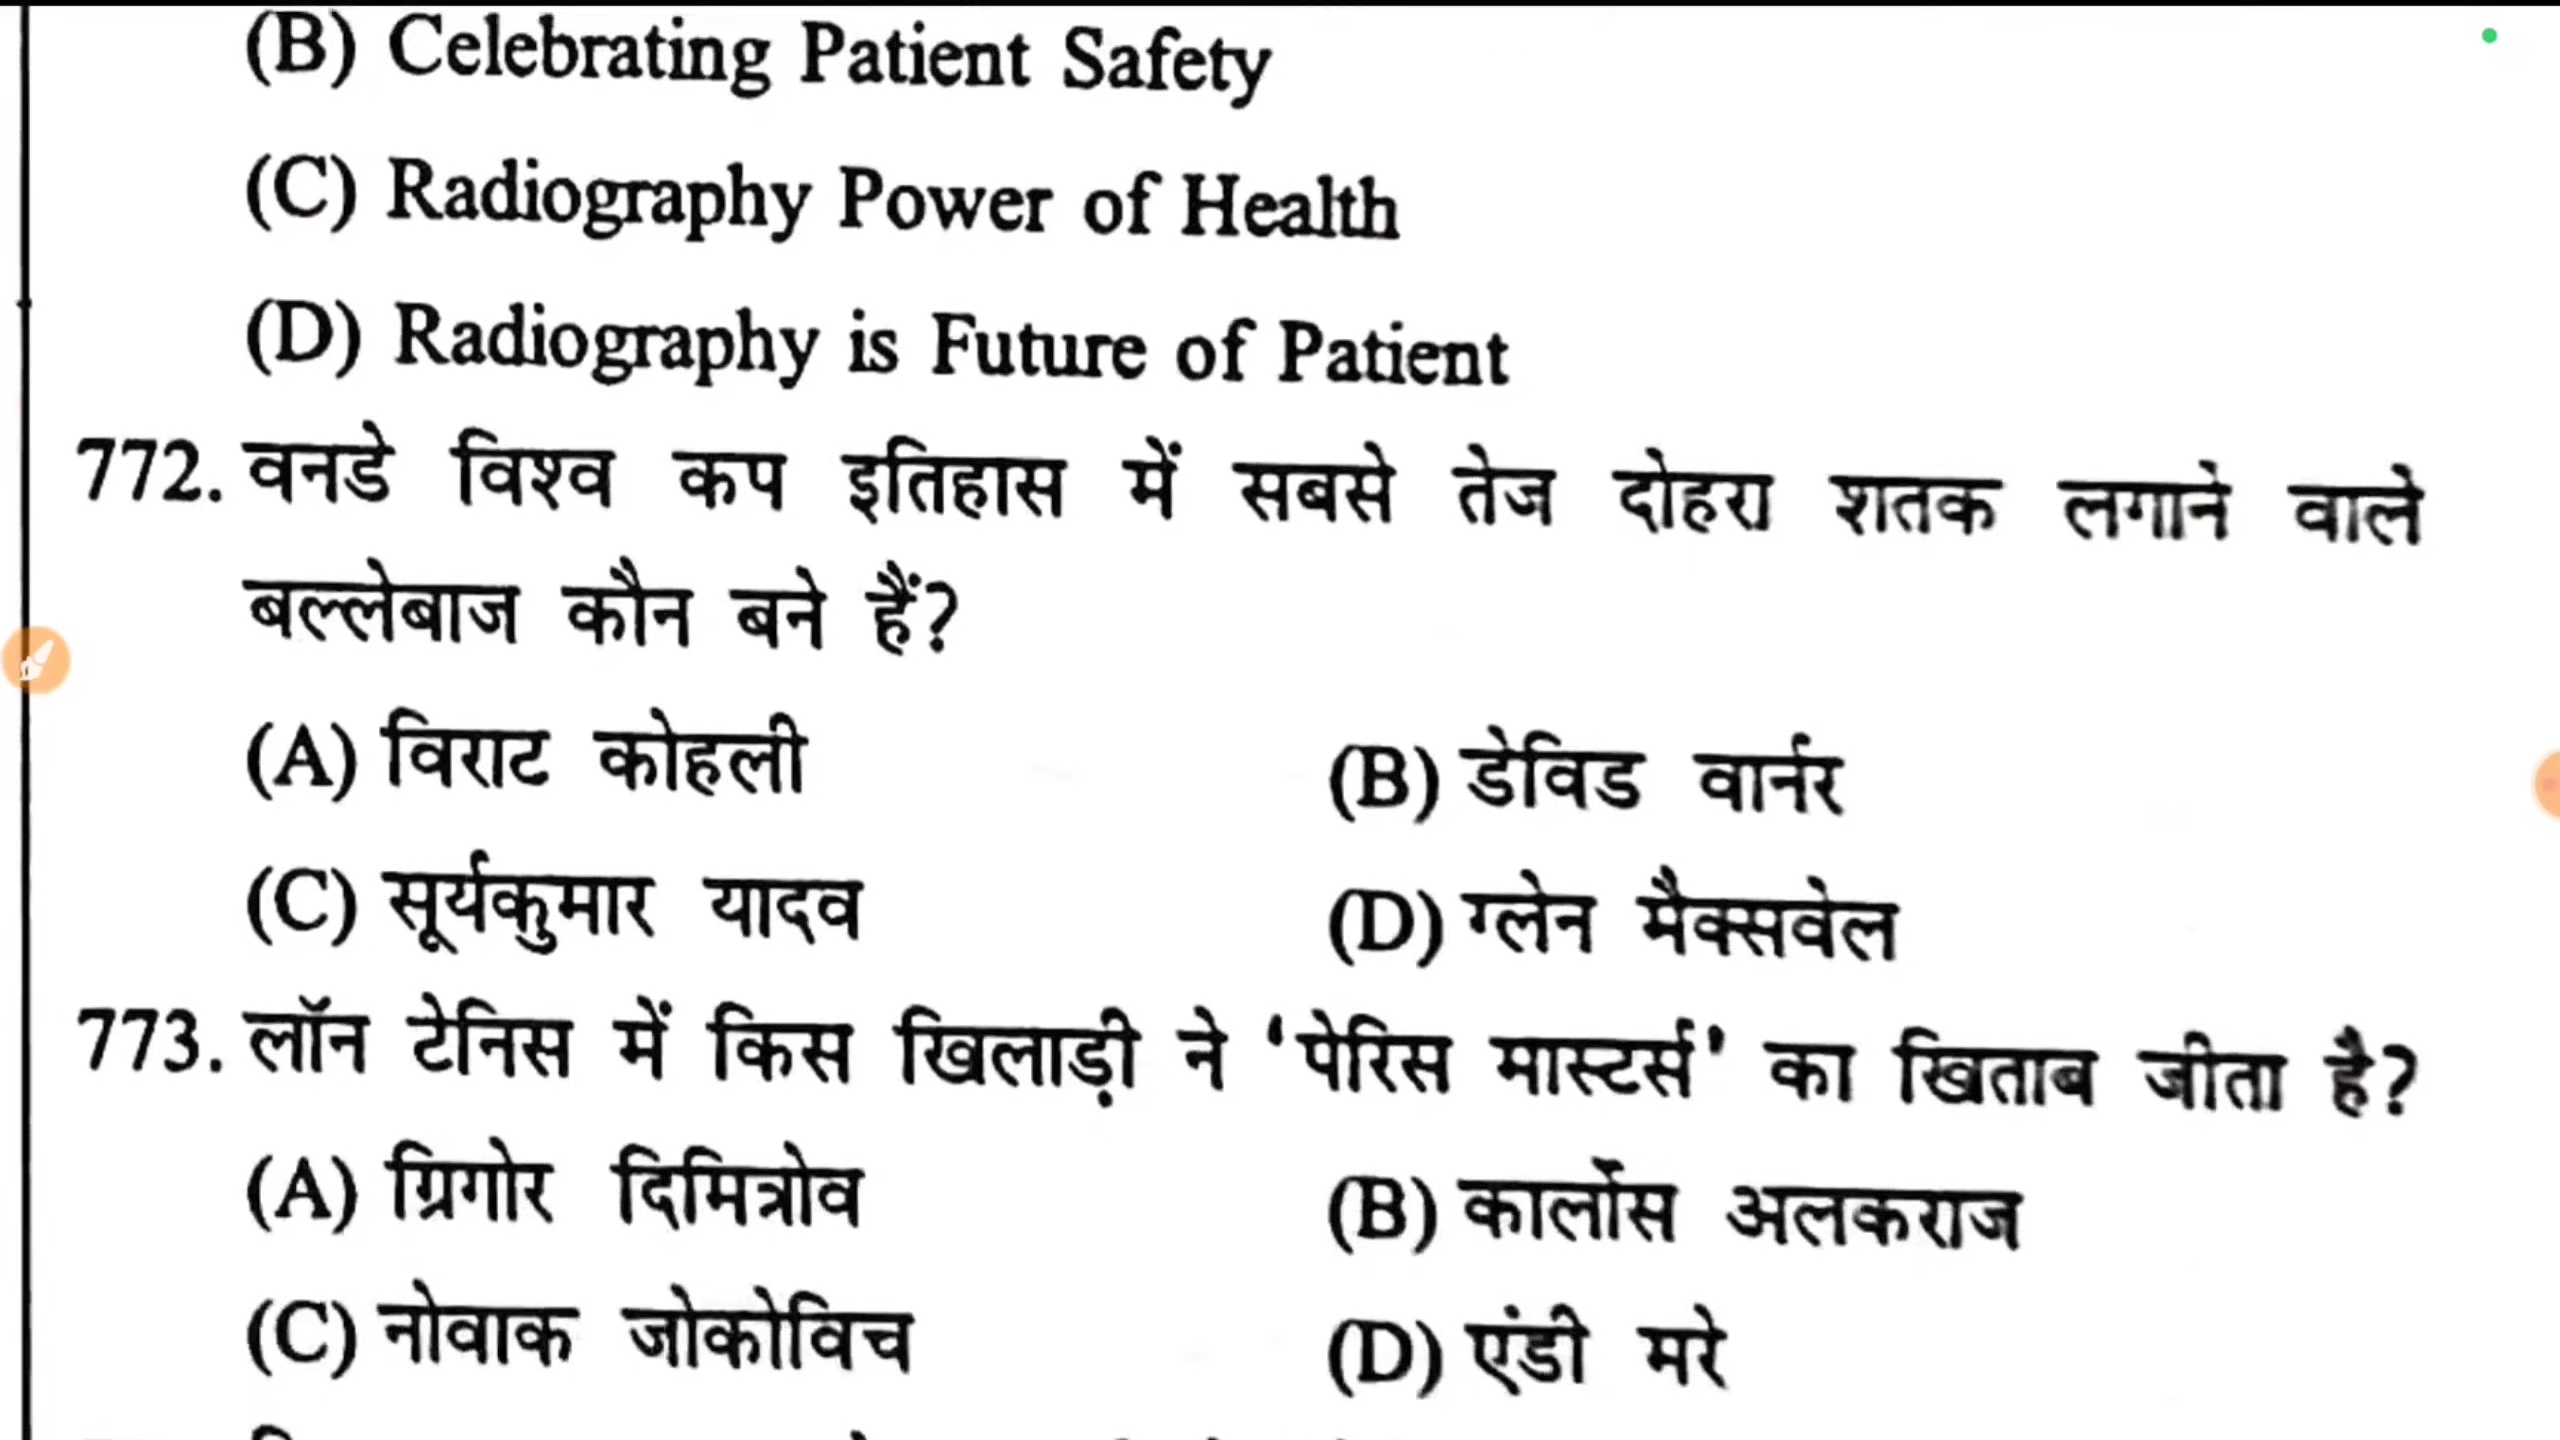 (B) Celebrating Patient Safety
(C) Radiography Power of Health
(D) Radiography is Future of Patient
772. वनडे विश्व कप इतिहास में सबसे तेज दोहरा शतक लगाने वाले
बल्लेबाज कौन बने हैं?
(A) विराट कोहली (B) डेविड वार्नर
(C) सूर्यकुमार यादव (D) ग्लेन मैक्सवेल
773. लॉन टेनिस में किस खिलाड़ी ने ‘पेरिस मास्टर्स’ का खिताब जीता है?
(A) ग्रिगोर दिमित्रोव (B) कार्लोस अलकराज
(C) नोवाक जोकोविच (D) एंडी मरे